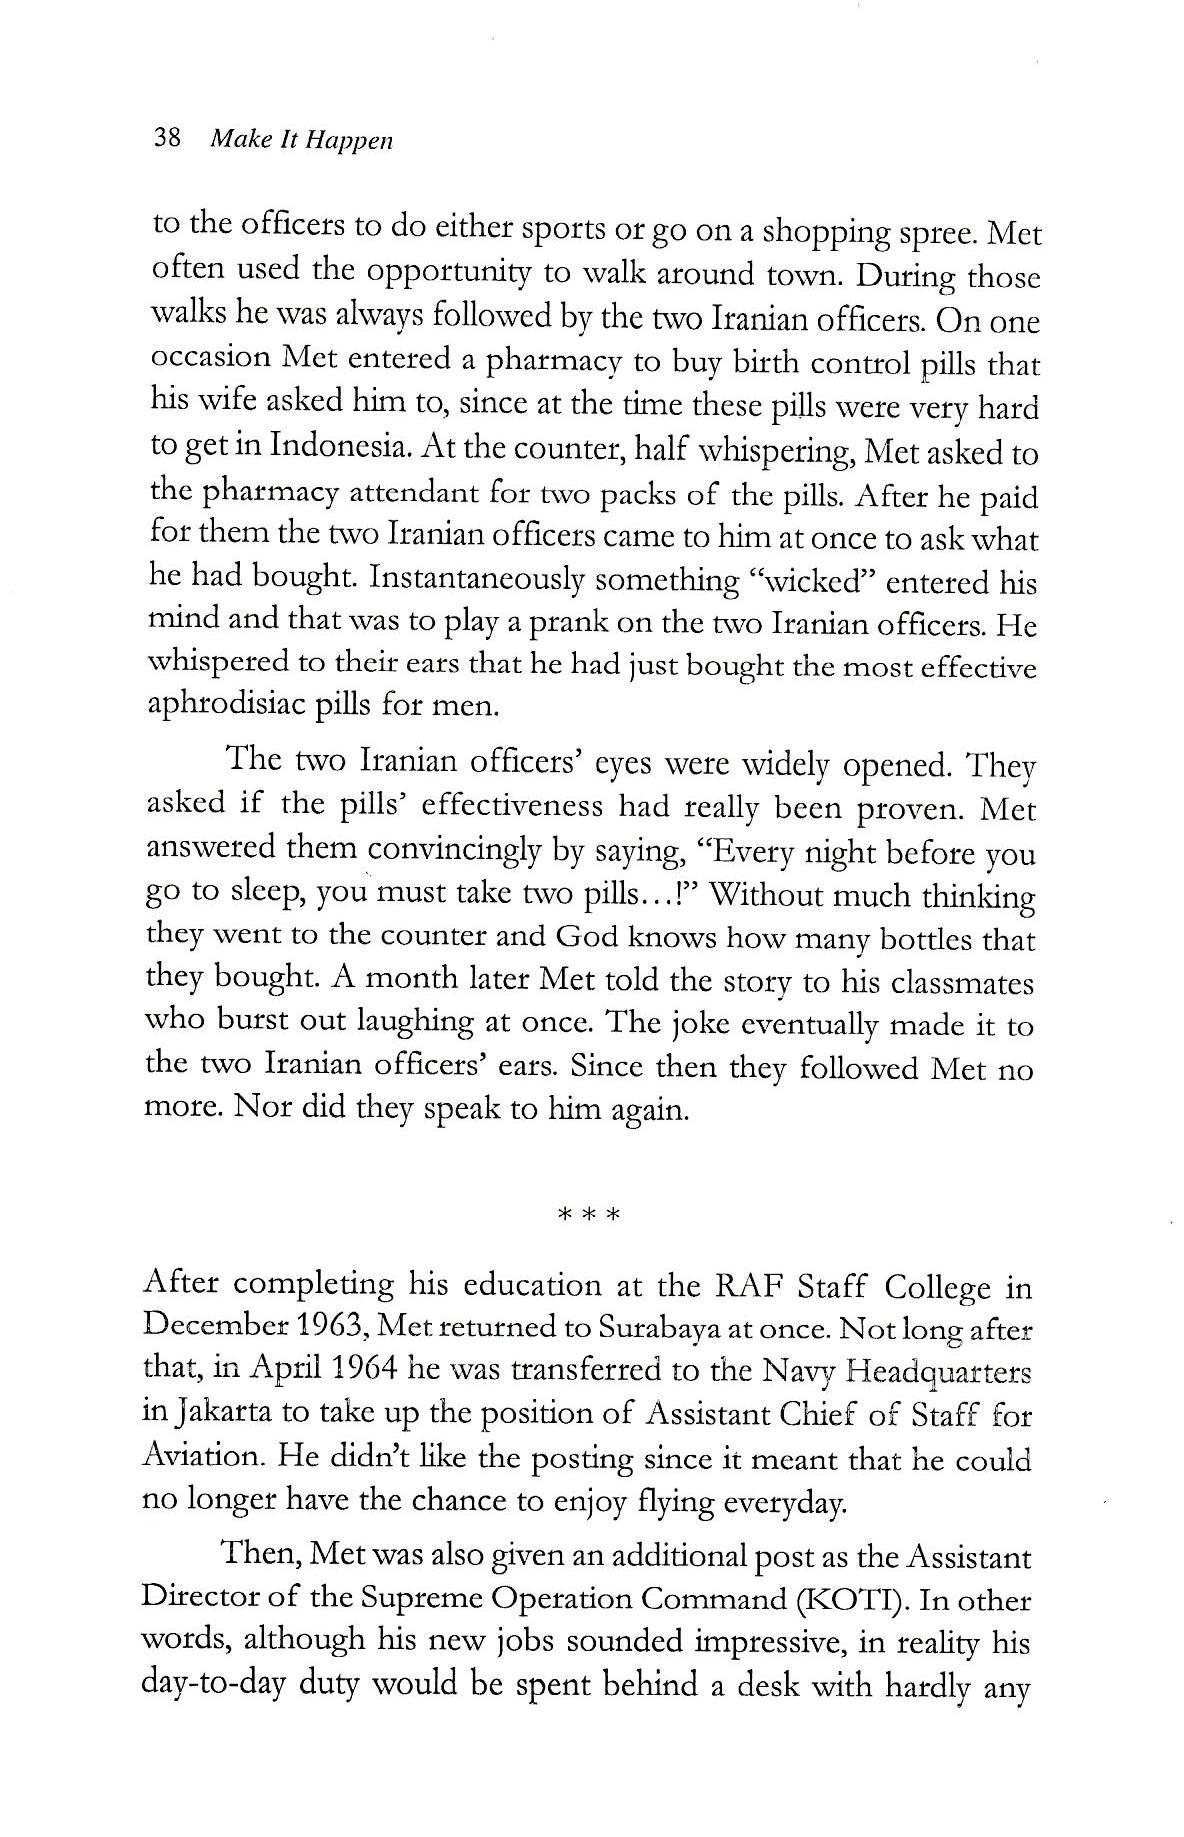 38 Make It Happen
to the officers to do either sports or go on a shopping spree. Met
often used the opportunity to walk around town. During those
walks he was always followed by the two Iranian officers. On one
occasion Met entered a pharmacy to buy birth control pills that
his wife asked him to, since at the time these pills were very hard
to get in Indonesia. At the counter, half whispering, Met asked to
the pharmacy attendant for two packs of the pills. After he paid
for them the two Iranian officers came to him at once to ask what
he had bought. Instantaneously something “wicked” entered his
mind and that was to play a prank on the two Iranian officers. He
whispered to their ears that he had just bought the most effective
aphrodisiac pills for men.
The two Iranian officers’ eyes were widely opened. They
asked if the pills’ effectiveness had really been proven. Met
answered them convincingly by saying, “Every night before you
go to sleep, you must take two pills...!” Without much thinking
they went to the counter and God knows how many bottles that
they bought. A month later Met told the story to his classmates
who burst out laughing at once. The joke eventually made it to
the two Iranian officers’ ears. Since then they followed Met no
more. Nor did they speak to him again.
* * *
After completing his education at the RAF Staff College in
December 1963, Met returned to Surabaya at once. Not long after
that, in April 1964 he was transferred to the Navy Headquarters
in Jakarta to take up the position of Assistant Chief of Staff for
Aviation. He didn’t like the posting since it meant that he could
no longer have the chance to enjoy flying everyday.
Then, Met was also given an additional post as the Assistant
Director of the Supreme Operation Command (KOTI). In other
words, although his new jobs sounded impressive, in reality his
day-to-day duty would be spent behind a desk with hardly any